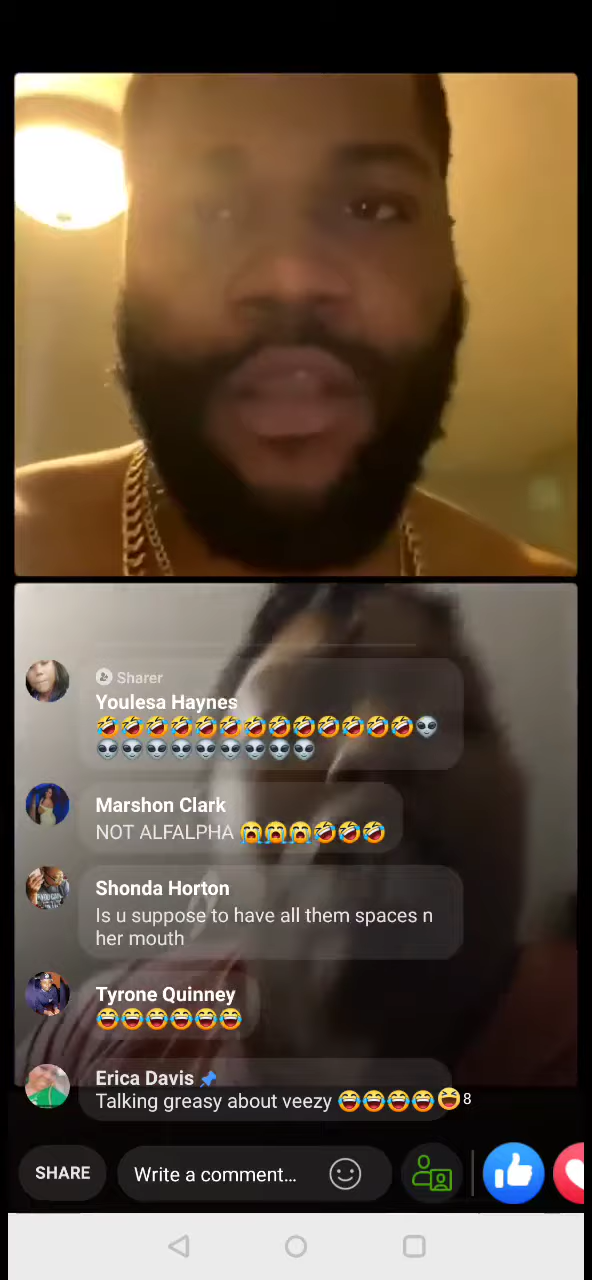 Sharer
Youlesa Haynes
🤣🤣🤣🤣🤣🤣🤣🤣🤣🤣🤣🤣🤣👽
👽👽👽👽👽👽👽👽👽
Marshon Clark
NOT ALFALPHA 😭😭😭🤣🤣🤣
Shonda Horton
Is u suppose to have all them spaces n
her mouth
Tyrone Quinney
😂😂😂😂😂😂
Erica Davis 📌
Talking greasy about veezy 😂😂😂😂 😆8
SHARE
Write a comment...